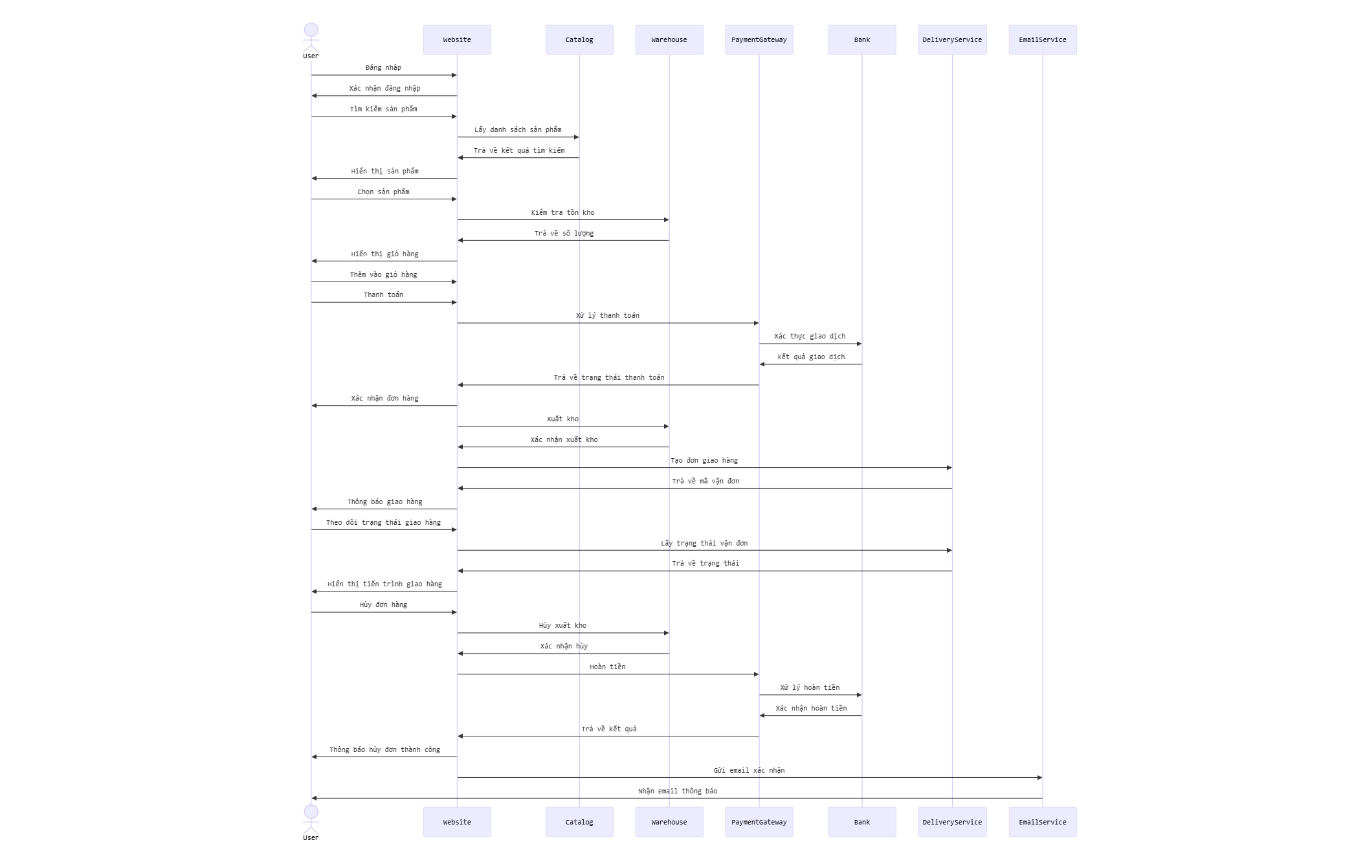 Website
Catalog
Warehouse
PaymentGateway
Bank
DeliveryService
EmailService
User
Đăng nhập
Xác nhận đăng nhập
Tìm kiếm sản phẩm
Lấy danh sách sản phẩm
Trả về kết quả tìm kiếm
Hiển thị sản phẩm
Chọn sản phẩm
Kiểm tra tồn kho
Trả về số lượng
Hiển thị giỏ hàng
Thêm vào giỏ hàng
Thanh toán
Xử lý thanh toán
Xác thực giao dịch
Kết quả giao dịch
Trả về trạng thái thanh toán
Xác nhận đơn hàng
Xuất kho
Xác nhận xuất kho
Tạo đơn giao hàng
Trả về mã vận đơn
Thông báo giao hàng
Theo dõi trạng thái giao hàng
Lấy trạng thái vận đơn
Trả về trạng thái
Hiển thị tiến trình giao hàng
Hủy đơn hàng
Hủy xuất kho
Xác nhận hủy
Hoàn tiền
Xử lý hoàn tiền
Xác nhận hoàn tiền
Trả về kết quả
Thông báo hủy đơn thành công
Gửi email xác nhận
Nhận email thông báo
Website
Catalog
Warehouse
PaymentGateway
Bank
DeliveryService
EmailService
User